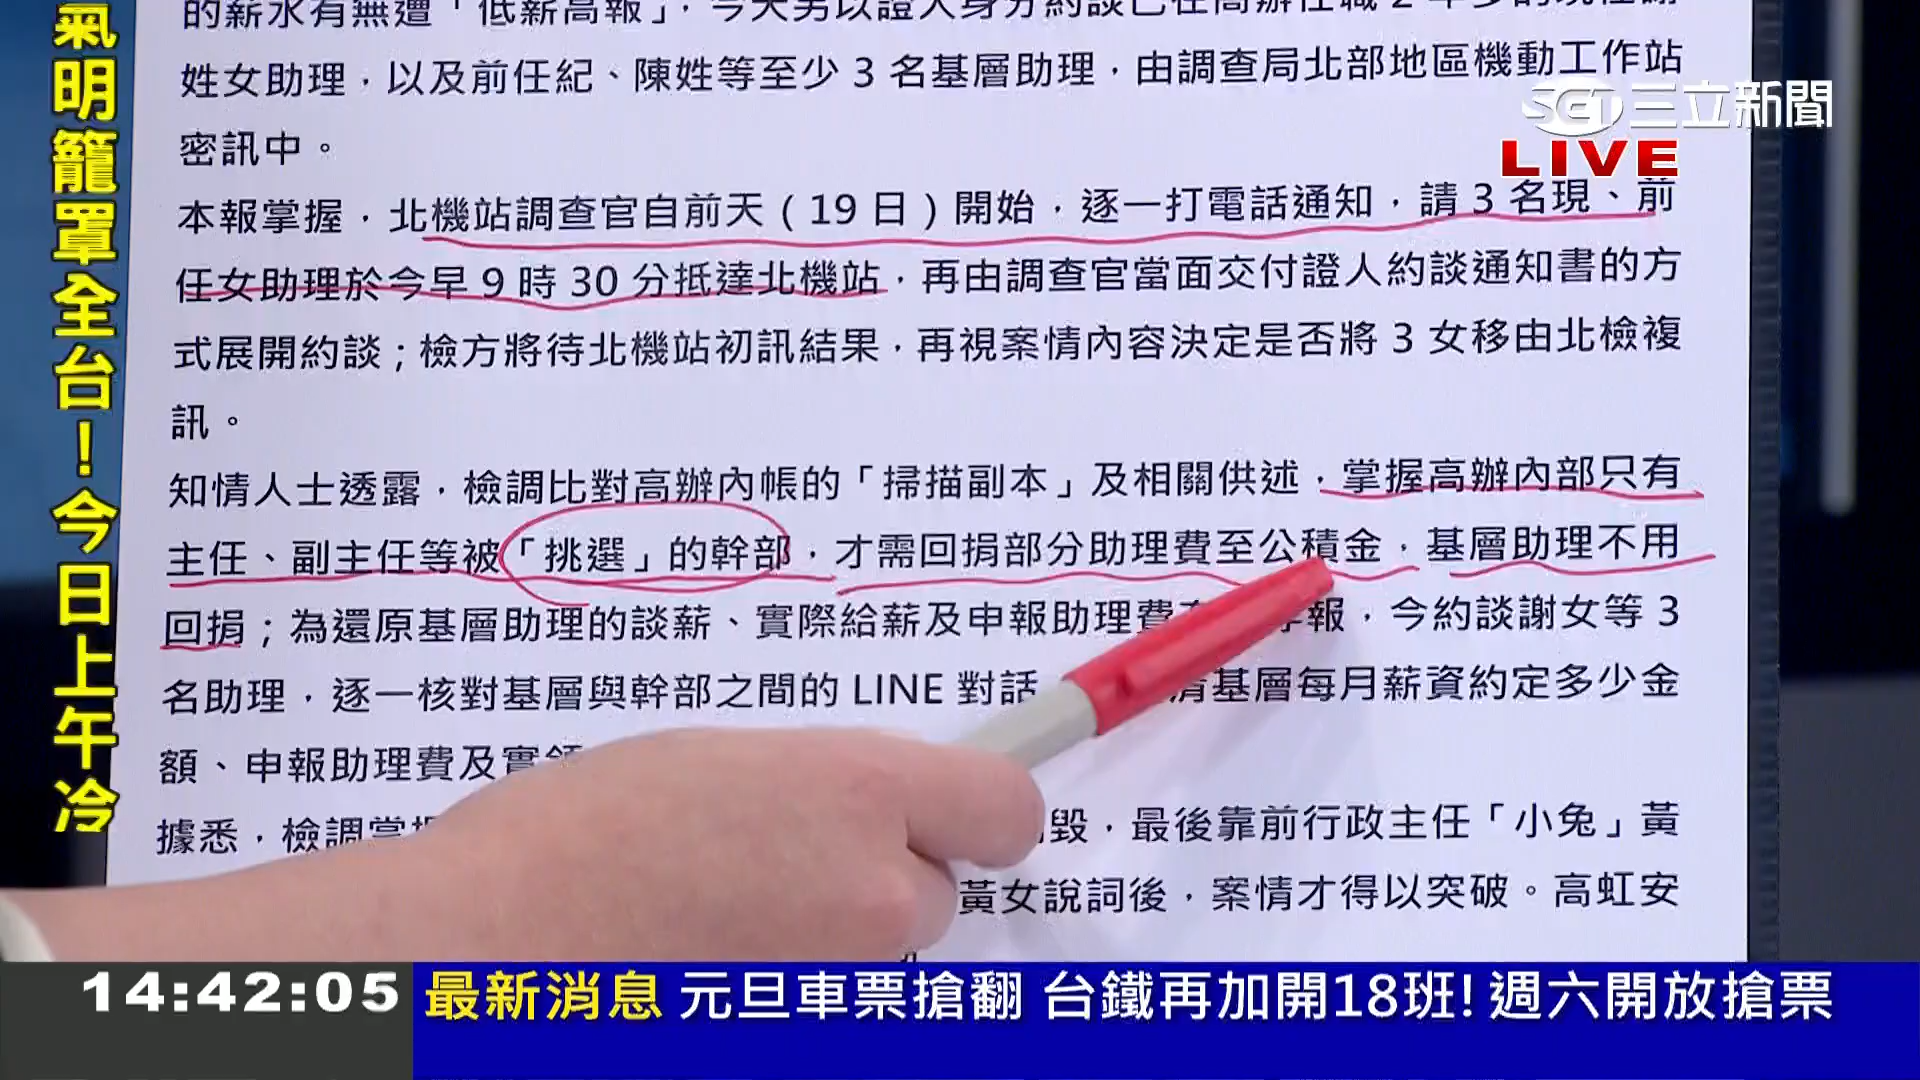 的薪水有無遭「低薪高報」，今天另以證人身分約談已在高辦任職 2 年多的現任謝
姓女助理，以及前任紀、陳姓等至少 3 名基層助理，由調查局北部地區機動工作站
密訊中。
本報掌握，北機站調查官自前天（19 日）開始，逐一打電話通知，請 3 名現、前
任女助理於今早 9 時 30 分抵達北機站，再由調查官當面交付證人約談通知書的方
式展開約談；檢方將待北機站初訊結果，再視案情內容決定是否將 3 女移由北檢複
訊。
知情人士透露，檢調比對高辦內帳的「掃描副本」及相關供述，掌握高辦內部只有
主任、副主任等被「挑選」的幹部，才需回捐部分助理費至公積金，基層助理不用
回捐；為還原基層助理的談薪、實際給薪及申報助理費 報，今約談謝女等 3
名助理，逐一核對基層與幹部之間的 LINE 對話 清基層每月薪資約定多少金
額、申報助理費及實領
據悉，檢調掌握 毀，最後靠前行政主任「小兔」黃
黃女說詞後，案情才得以突破。高虹安
氣明籠罩全台！今日上午冷
SET三立新聞
LIVE
14:42:05
最新消息 元旦車票搶翻 台鐵再加開18班！週六開放搶票